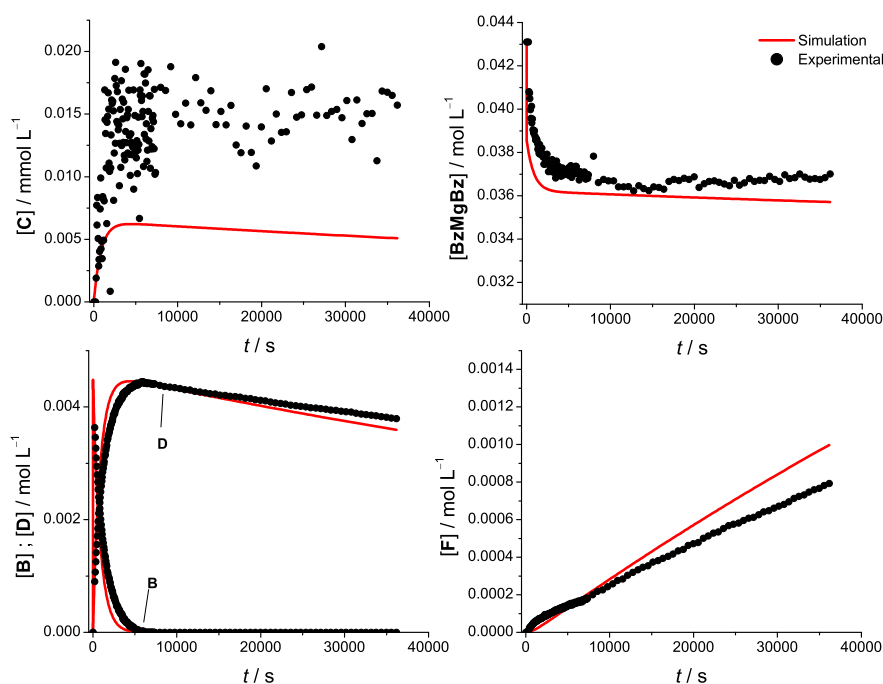 [C] / mmol L⁻¹
0.020
0.015
0.010
0.005
0.000
0 10000 20000 30000 40000
t / s
[BzMgBz] / mol L⁻¹
0.044
0.042
0.040
0.038
0.036
0.034
0.032
0 10000 20000 30000 40000
t / s
Simulation
Experimental
[B] ; [D] / mol L⁻¹
0.004
0.002
0.000
D
B
0 10000 20000 30000 40000
t / s
[F] / mol L⁻¹
0.0014
0.0012
0.0010
0.0008
0.0006
0.0004
0.0002
0.0000
0 10000 20000 30000 40000
t / s